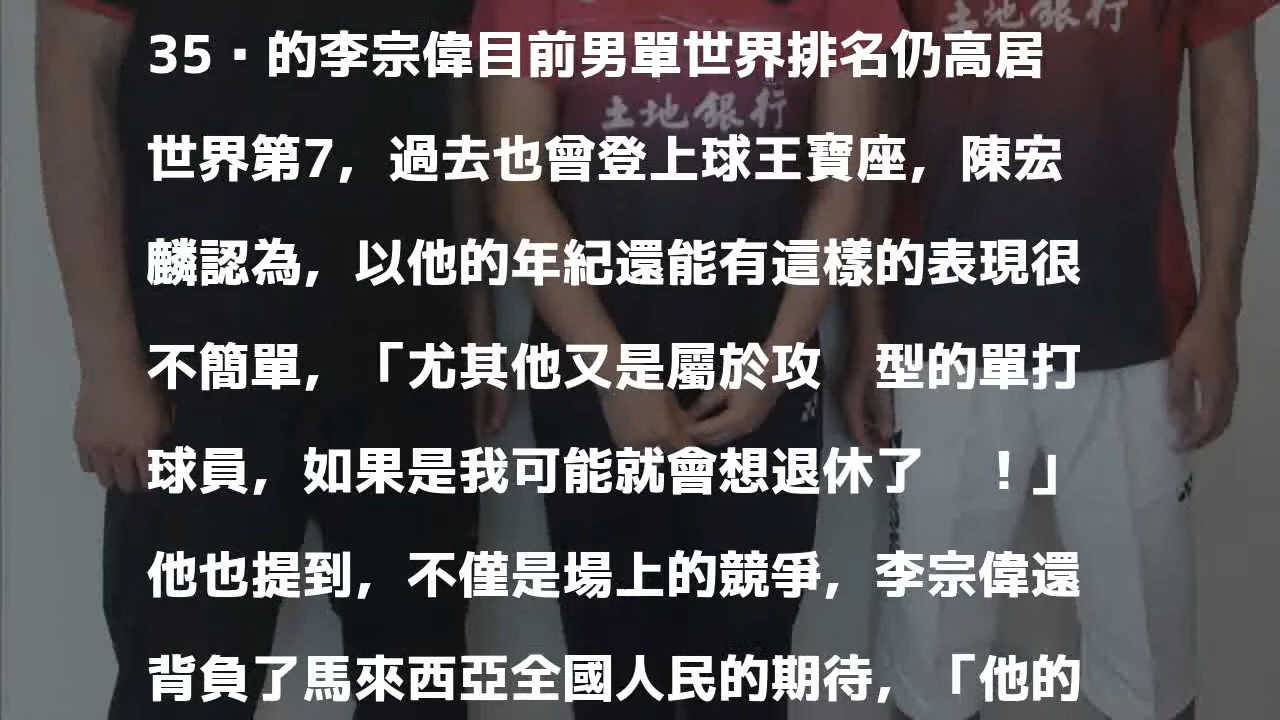 土地銀行
35·的李宗偉目前男單世界排名仍高居
土地銀行
世界第7，過去也曾登上球王寶座，陳宏
麟認為，以他的年紀還能有這樣的表現很
不簡單，「尤其他又是屬於攻　型的單打
球員，如果是我可能就會想退休了　！」
他也提到，不僅是場上的競爭，李宗偉還
背負了馬來西亞全國人民的期待，「他的